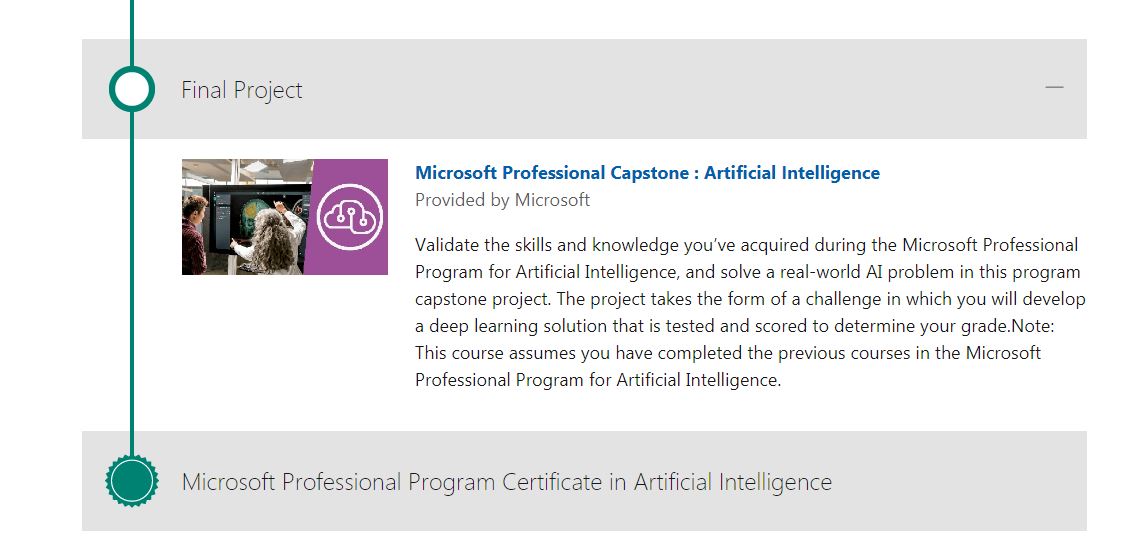 Final Project
Microsoft Professional Capstone : Artificial Intelligence
Provided by Microsoft
Validate the skills and knowledge you’ve acquired during the Microsoft Professional
Program for Artificial Intelligence, and solve a real-world AI problem in this program
capstone project. The project takes the form of a challenge in which you will develop
a deep learning solution that is tested and scored to determine your grade.Note:
This course assumes you have completed the previous courses in the Microsoft
Professional Program for Artificial Intelligence.
Microsoft Professional Program Certificate in Artificial Intelligence